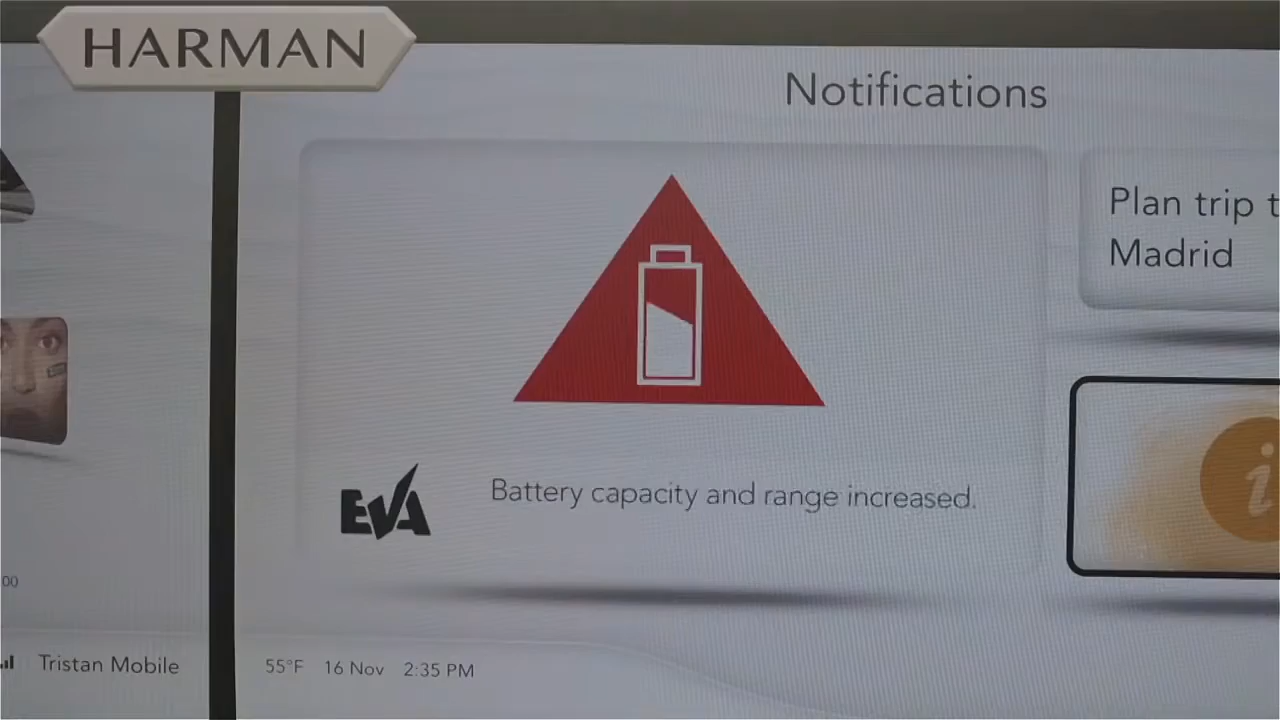 HARMAN
Notifications
Plan trip t
Madrid
i
EVA
Battery capacity and range increased.
00
Tristan Mobile
55°F 16 Nov 2:35 PM